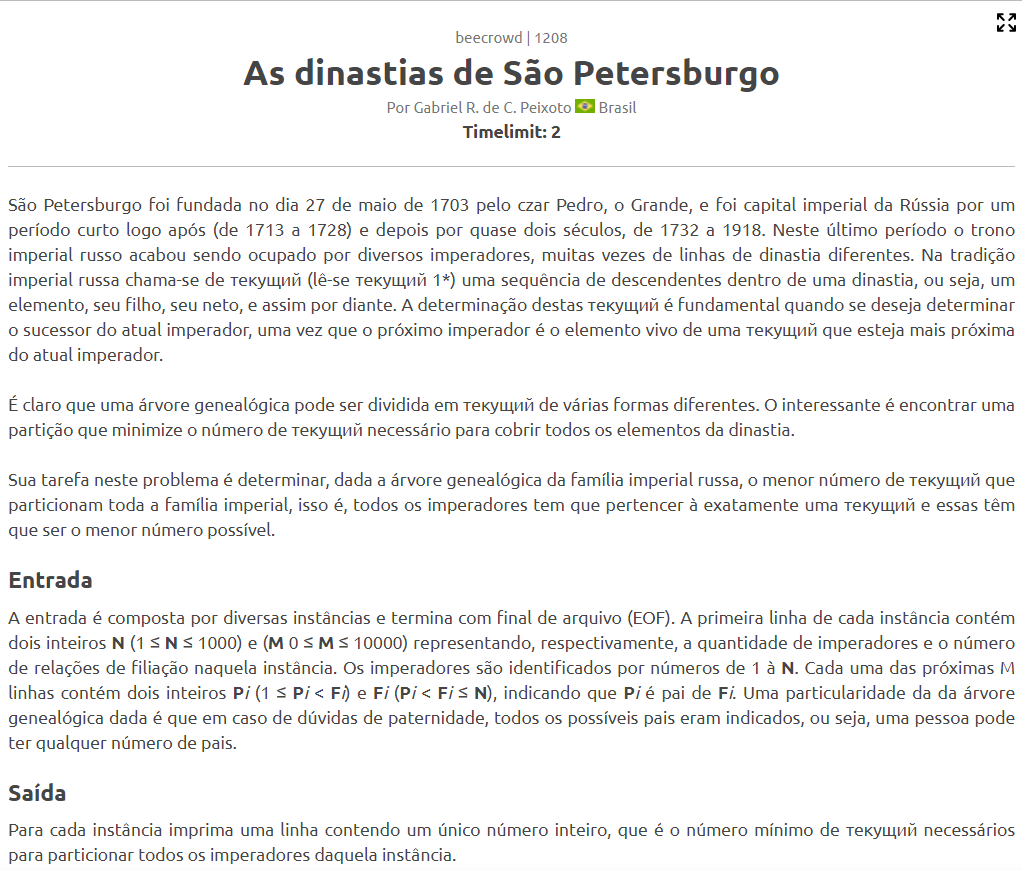 beecrowd | 1208
As dinastias de São Petersburgo
Por Gabriel R. de C. Peixoto Brasil
Timelimit: 2
São Petersburgo foi fundada no dia 27 de maio de 1703 pelo czar Pedro, o Grande, e foi capital imperial da Rússia por um
período curto logo após (de 1713 a 1728) e depois por quase dois séculos, de 1732 a 1918. Neste último período o trono
imperial russo acabou sendo ocupado por diversos imperadores, muitas vezes de linhas de dinastia diferentes. Na tradição
imperial russa chama-se de текущий (lê-se текущий 1*) uma sequência de descendentes dentro de uma dinastia, ou seja, um
elemento, seu filho, seu neto, e assim por diante. A determinação destas текущий é fundamental quando se deseja determinar
o sucessor do atual imperador, uma vez que o próximo imperador é o elemento vivo de uma текущий que esteja mais próxima
do atual imperador.
É claro que uma árvore genealógica pode ser dividida em текущий de várias formas diferentes. O interessante é encontrar uma
partição que minimize o número de текущий necessário para cobrir todos os elementos da dinastia.
Sua tarefa neste problema é determinar, dada a árvore genealógica da família imperial russa, o menor número de текущий que
particionam toda a família imperial, isso é, todos os imperadores tem que pertencer à exatamente uma текущий e essas têm
que ser o menor número possível.
Entrada
A entrada é composta por diversas instâncias e termina com final de arquivo (EOF). A primeira linha de cada instância contém
dois inteiros N (1 ≤ N ≤ 1000) e (M 0 ≤ M ≤ 10000) representando, respectivamente, a quantidade de imperadores e o número
de relações de filiação naquela instância. Os imperadores são identificados por números de 1 à N. Cada uma das próximas M
linhas contém dois inteiros Pi (1 ≤ Pi < Fi) e Fi (Pi < Fi ≤ N), indicando que Pi é pai de Fi. Uma particularidade da da árvore
genealógica dada é que em caso de dúvidas de paternidade, todos os possíveis pais eram indicados, ou seja, uma pessoa pode
ter qualquer número de pais.
Saída
Para cada instância imprima uma linha contendo um único número inteiro, que é o número mínimo de текущий necessários
para particionar todos os imperadores daquela instância.